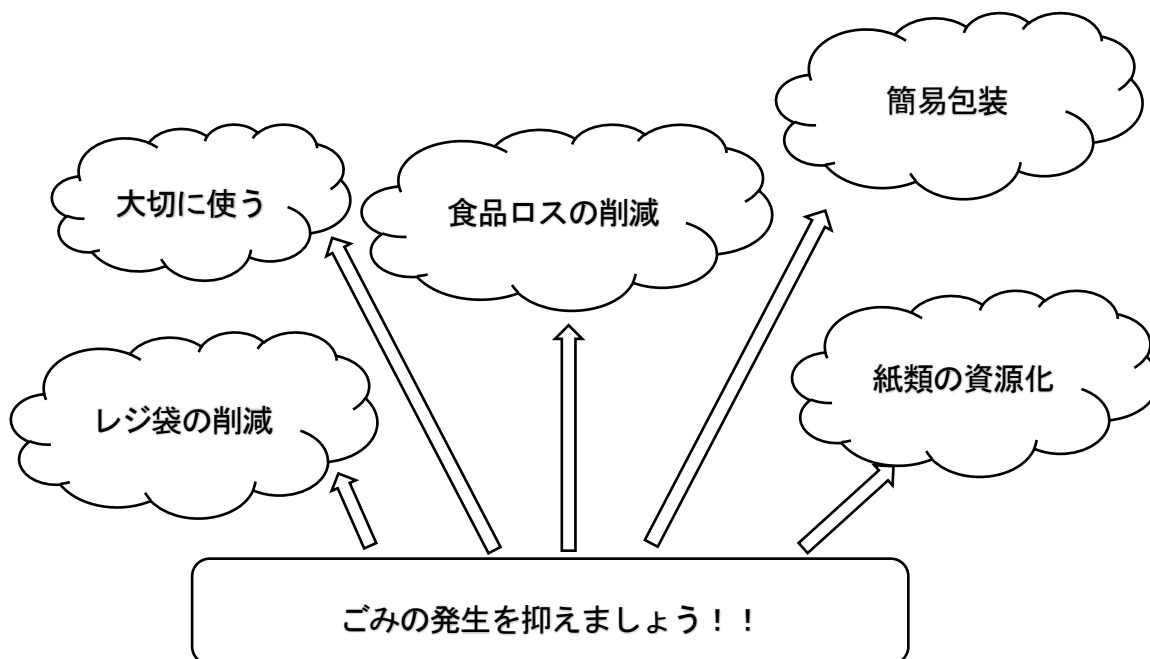 簡易包装
大切に使う
食品ロスの削減
紙類の資源化
レジ袋の削減
ごみの発生を抑えましょう！！